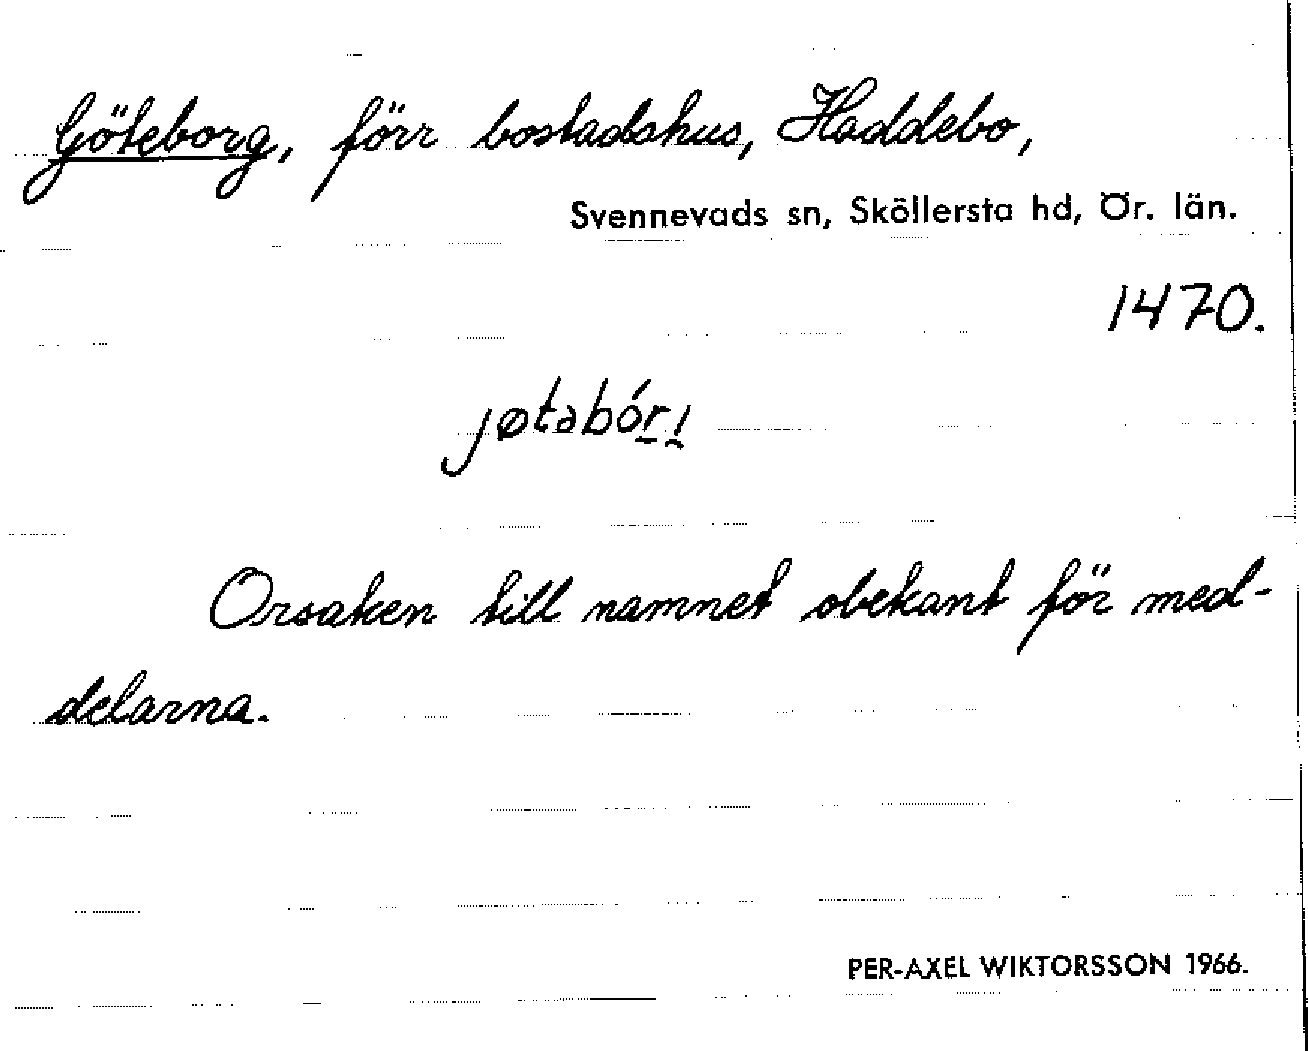 Göteborg, förr bostadshus, Haddebo,
Svennevads sn, Sköllersta hd, Ör. län.
1470.
jøtabórı
Orsaken till namnet obekant för med-
delarna.
PER-AXEL WIKTORSSON 1966.